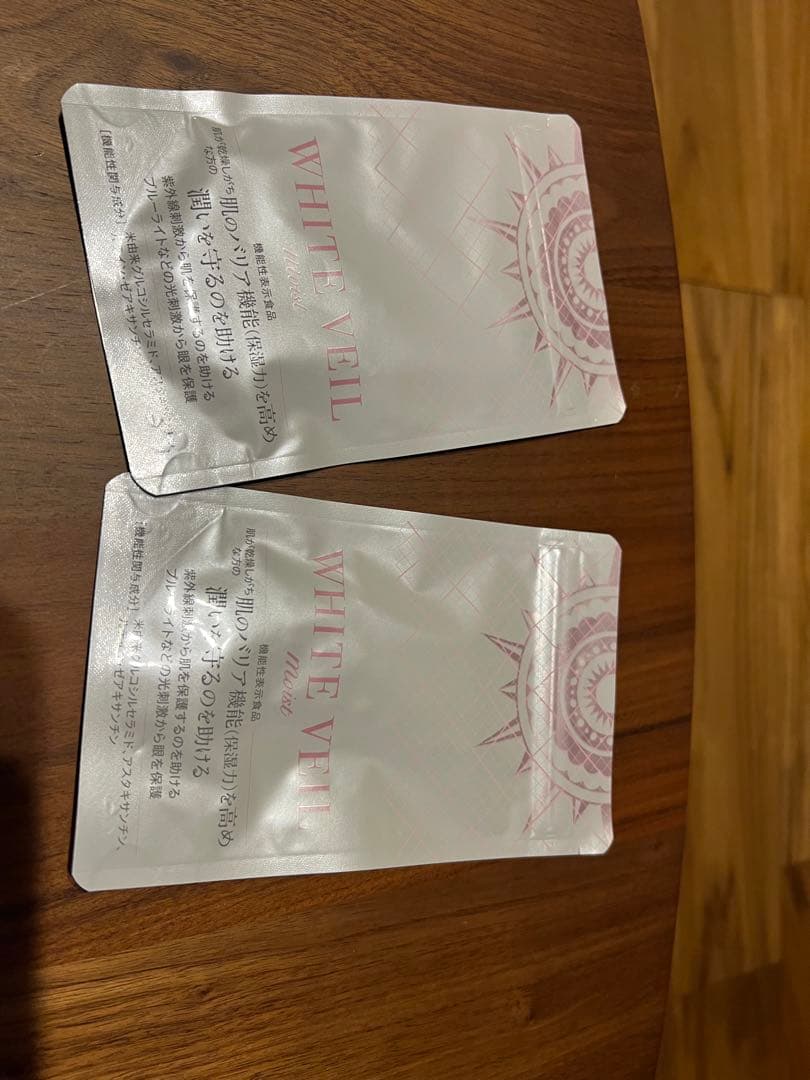 WHITE VEIL
moist
機能性表示食品
肌が乾燥しがち
な方の
肌のバリア機能(保湿力)を高め
潤いを守るのを助ける
紫外線刺激から肌を保護するのを助ける
ブルーライトなどの光刺激から眼を保護
[機能性関与成分] 米由来グルコシルセラミド、
ゼアキサンチン
WHITE VEIL
moist
機能性表示食品
肌が乾燥しがち
な方の
肌のバリア機能(保湿力)を高め
潤いを守るのを助ける
紫外線刺激から肌を保護するのを助ける
ブルーライトなどの光刺激から眼を保護
[機能性関与成分] 米由来グルコシルセラミド、アスタキサンチン、
ゼアキサンチン